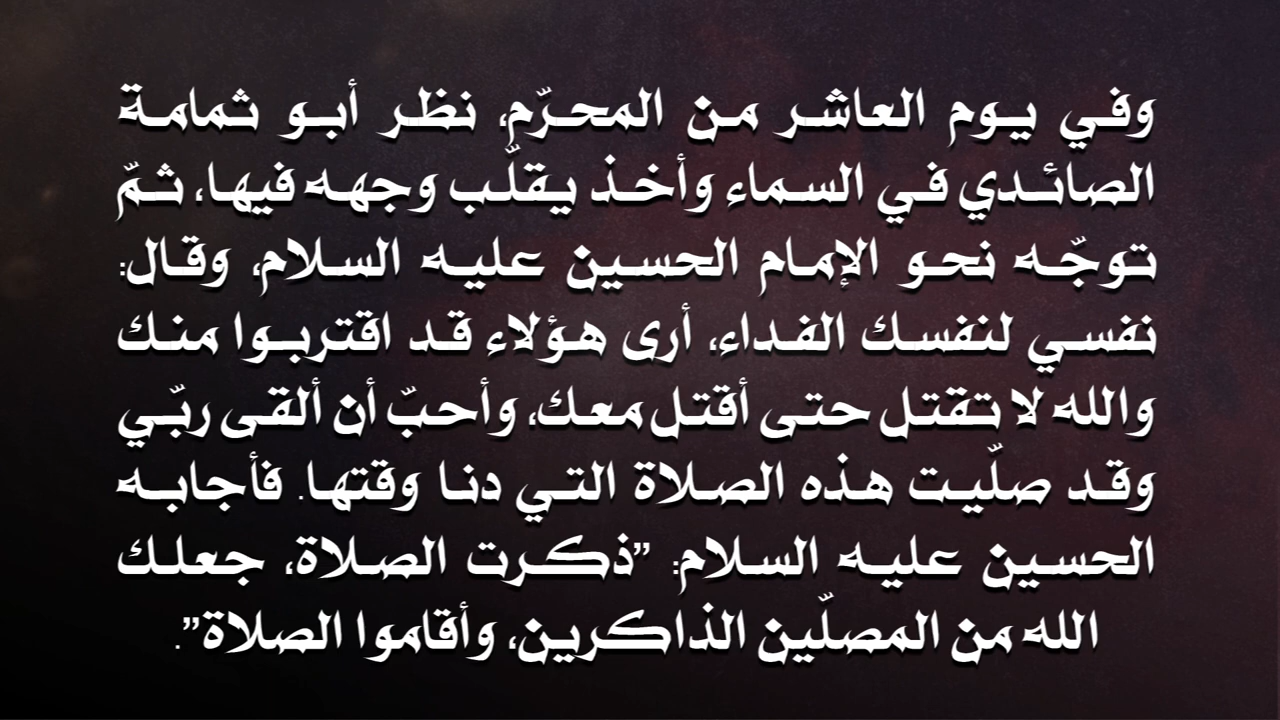 وفي يوم العاشر من المحرّم، نظر أبو ثمامة
الصائدي في السماء وأخذ يقلّب وجهه فيها، ثمّ
توجّه نحو الإمام الحسين عليه السلام، وقال:
نفسي لنفسك الفداء، أرى هؤلاء قد اقتربوا منك
والله لا تقتل حتى أقتل معك، وأحبّ أن ألقى ربّي
وقد صلّيت هذه الصلاة التي دنا وقتها. فأجابه
الحسين عليه السلام: ”ذكرت الصلاة، جعلك
الله من المصلّين الذاكرين، وأقاموا الصلاة”.